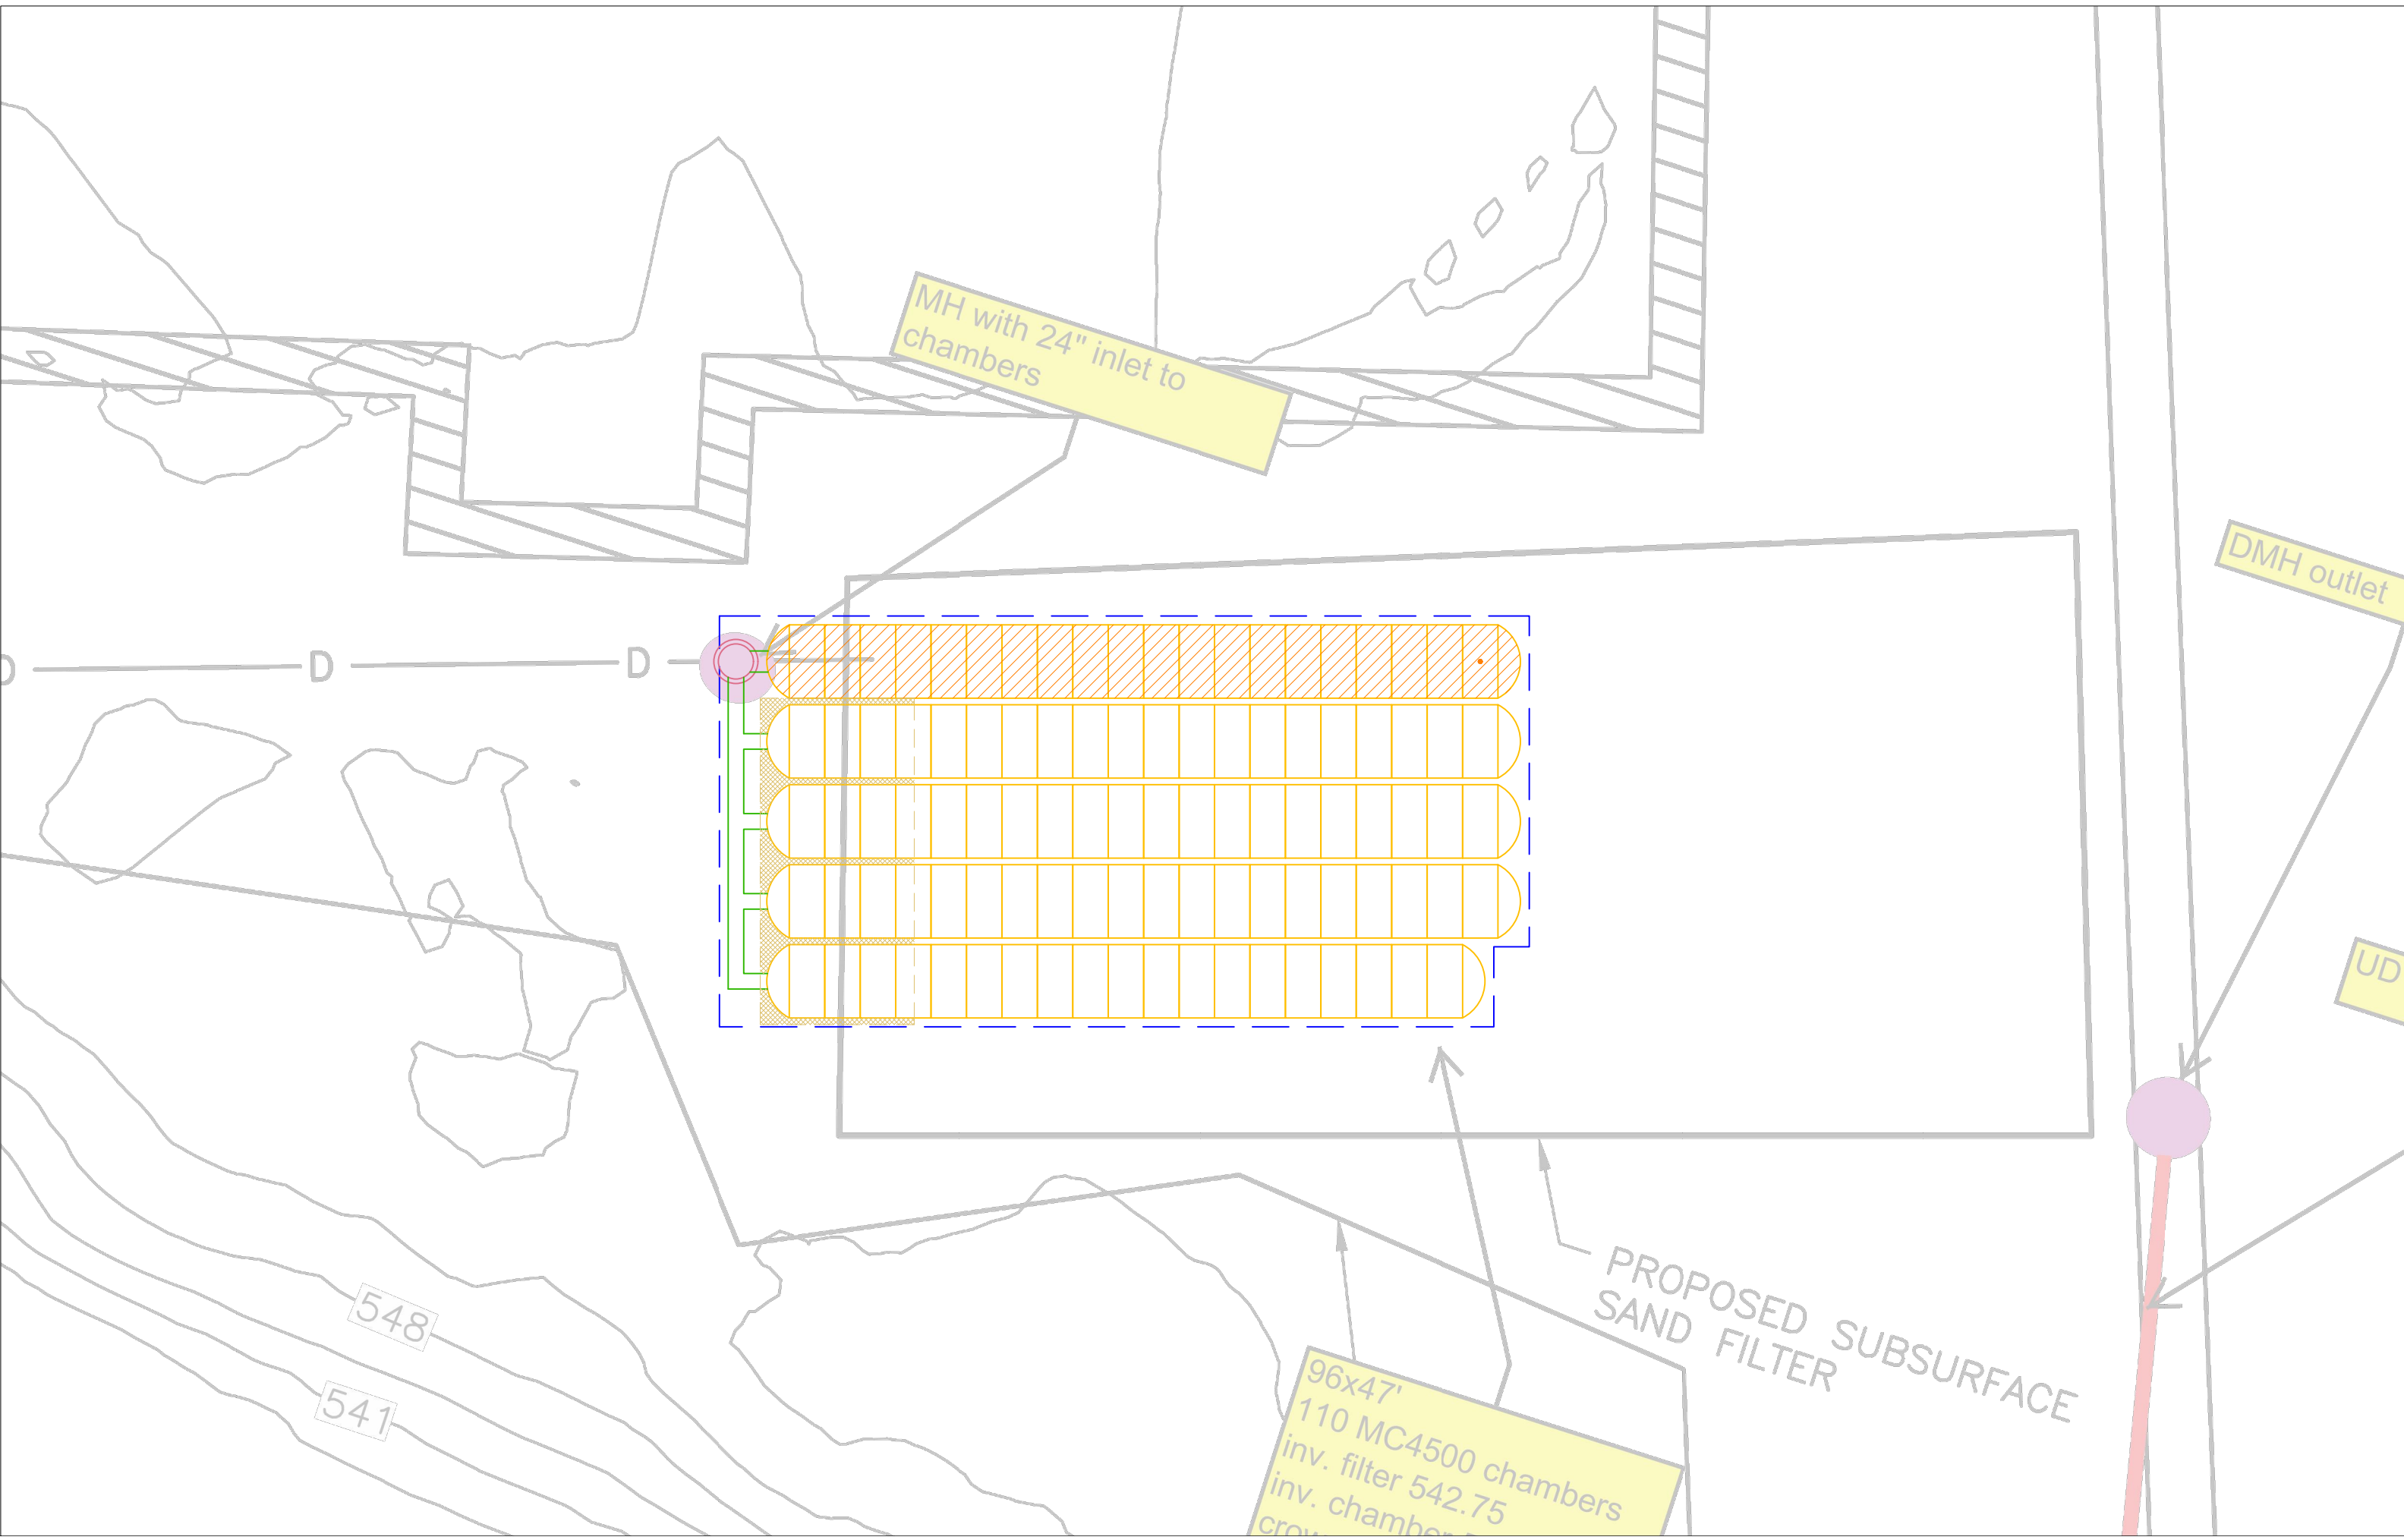 MH with 24" inlet to
chambers
DMH outlet
D
D
D
UD
548
541
PROPOSED SUBSURFACE
SAND FILTER
96x47'
110 MC4500 chambers
inv. filter 542.75
inv. chamber